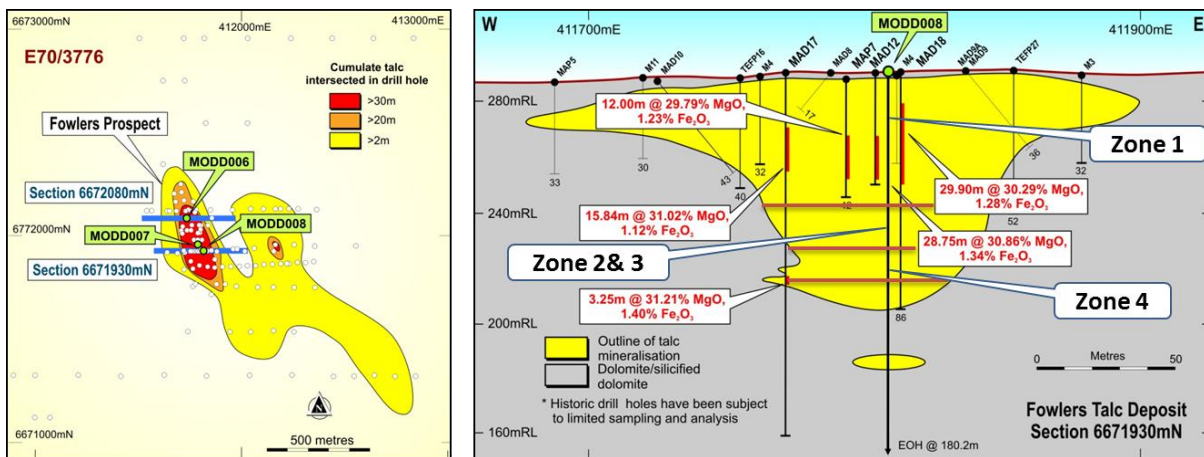 6673000mN
412000mE
413000mE
E70/3776
Cumulate talc
intersected in drill hole
>30m
>20m
>2m
Fowlers Prospect
MODD006
Section 6672080mN
6772000mN
MODD007
MODD008
Section 6671930mN
6671000mN
500 metres
W
411700mE
MODD008
411900mE
E
MAP5
M11
MAD10
TEFP16
M4
MAD17
MAD8
MAP7
MAD12
M4
MAD18
MAD9A
MAD9
TEFP27
M3
280mRL
12.00m @ 29.79% MgO,
1.23% Fe₂O₃
17
Zone 1
33
30
43
40
32
36
32
29.90m @ 30.29% MgO,
1.28% Fe₂O₃
240mRL
15.84m @ 31.02% MgO,
1.12% Fe₂O₃
52
28.75m @ 30.86% MgO,
1.34% Fe₂O₃
Zone 2& 3
Zone 4
3.25m @ 31.21% MgO,
1.40% Fe₂O₃
86
200mRL
Outline of talc
mineralisation
Dolomite/silicified
dolomite
* Historic drill holes have been subject
to limited sampling and analysis
0
Metres
50
Fowlers Talc Deposit
Section 6671930mN
160mRL
EOH @ 180.2m